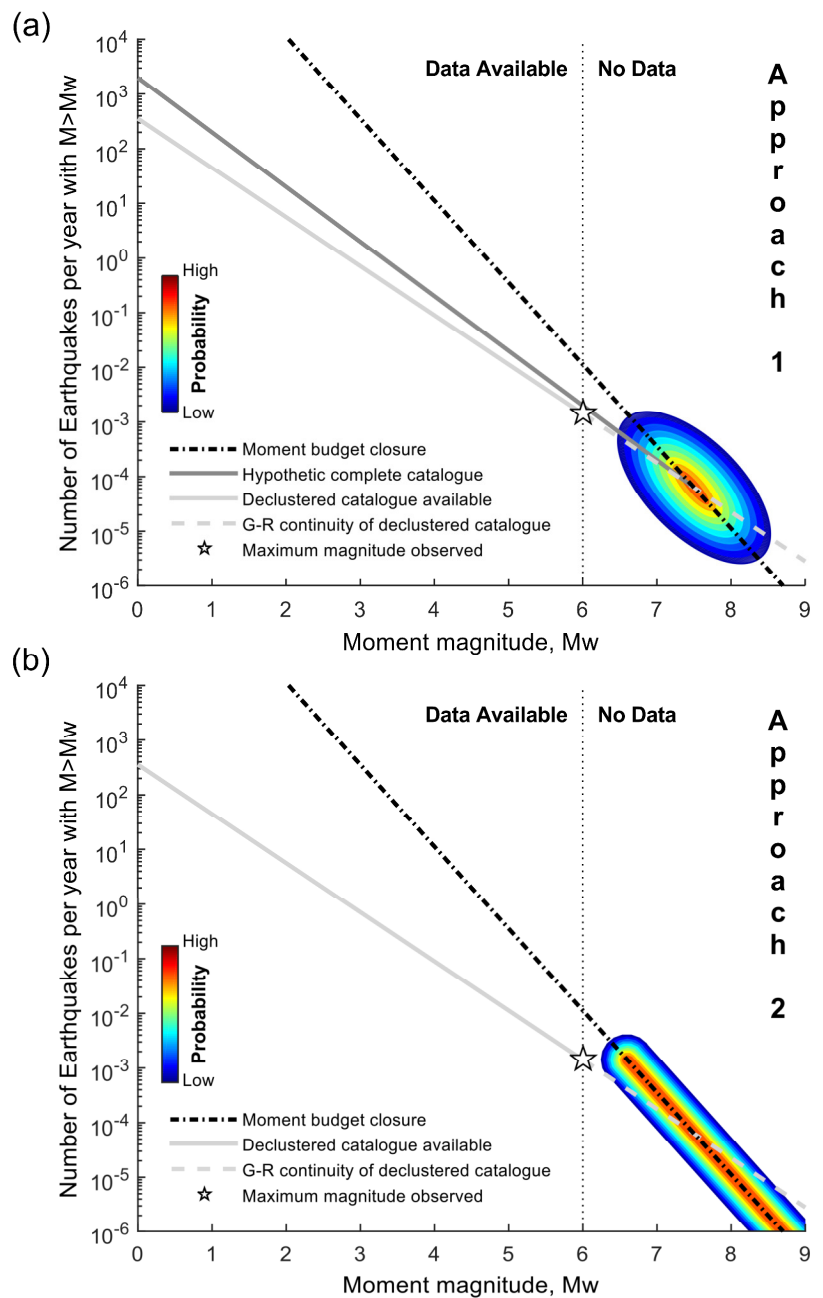 (a)
Number of Earthquakes per year with M>Mw
10^4
10^3
10^2
10^1
10^0
10^-1
10^-2
10^-3
10^-4
10^-5
10^-6
Data Available
No Data
Approach 1
High
Probability
Low
Moment budget closure
Hypothetic complete catalogue
Declustered catalogue available
G-R continuity of declustered catalogue
Maximum magnitude observed
0 1 2 3 4 5 6 7 8 9
Moment magnitude, Mw
(b)
Number of Earthquakes per year with M>Mw
10^4
10^3
10^2
10^1
10^0
10^-1
10^-2
10^-3
10^-4
10^-5
10^-6
Data Available
No Data
Approach 2
High
Probability
Low
Moment budget closure
Declustered catalogue available
G-R continuity of declustered catalogue
Maximum magnitude observed
0 1 2 3 4 5 6 7 8 9
Moment magnitude, Mw